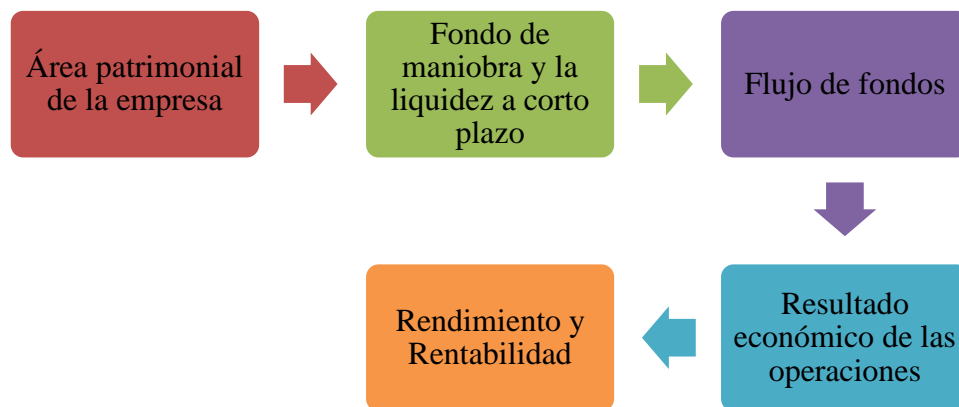 Área patrimonial
de la empresa
Fondo de
maniobra y la
liquidez a corto
plazo
Flujo de fondos
Resultado
económico de las
operaciones
Rendimiento y
Rentabilidad